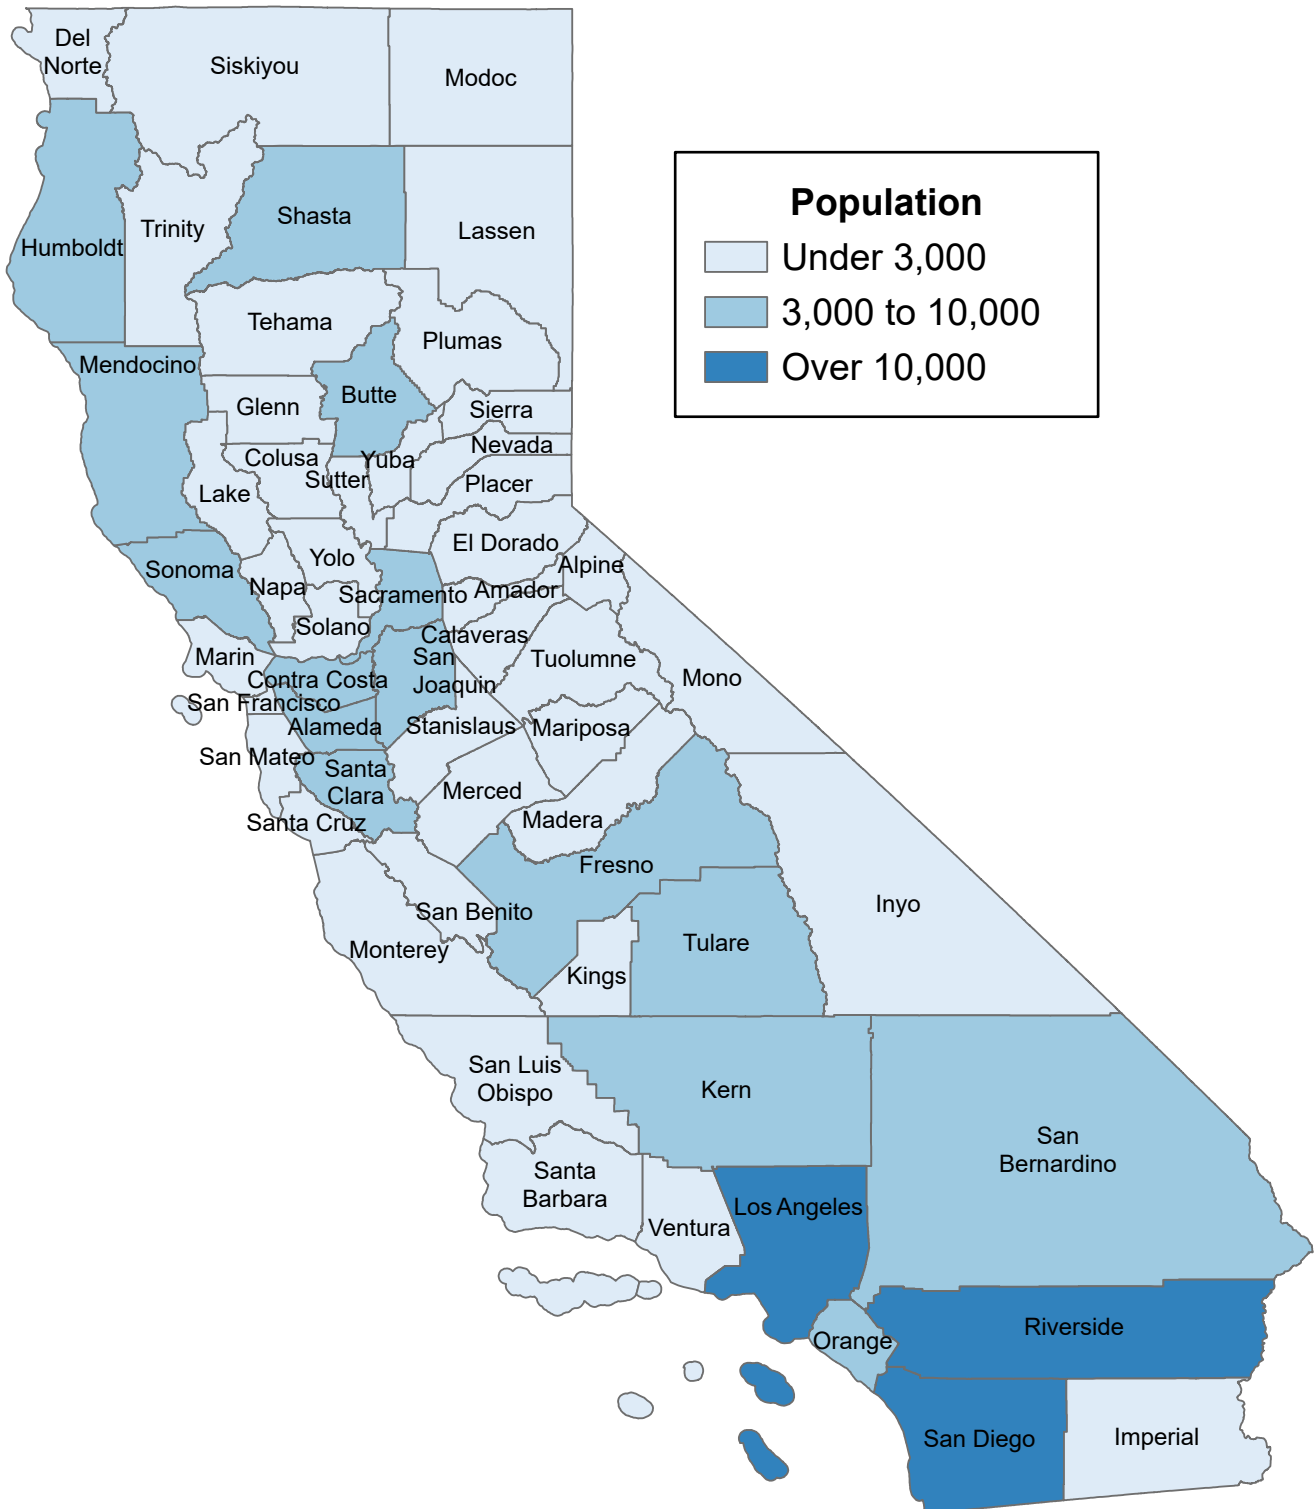 Del
Norte
Siskiyou
Modoc
Population
Under 3,000
3,000 to 10,000
Over 10,000
Humboldt
Trinity
Shasta
Lassen
Tehama
Plumas
Mendocino
Butte
Glenn
Sierra
Nevada
Colusa
Yuba
Sutter
Placer
Lake
El Dorado
Yolo
Alpine
Sonoma
Napa
Sacramento
Amador
Solano
Calaveras
Marin
San
Joaquin
Tuolumne
Contra Costa
Mono
San Francisco
Alameda
Stanislaus
Mariposa
San Mateo
Santa
Clara
Merced
Santa Cruz
Madera
Fresno
Inyo
San Benito
Monterey
Tulare
Kings
San Luis
Obispo
Kern
San
Bernardino
Santa
Barbara
Los Angeles
Ventura
Riverside
Orange
San Diego
Imperial